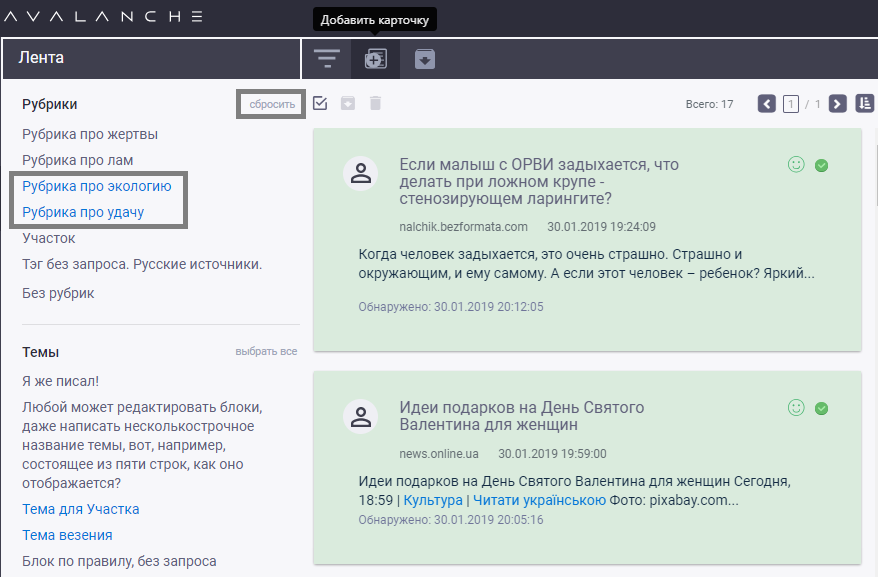 AVALANCHE
Добавить карточку
Лента
Рубрики
сбросить
Рубрика про жертвы
Рубрика про лам
Рубрика про экологию
Рубрика про удачу
Участок
Тэг без запроса. Русские источники.
Без рубрик
Темы
выбрать все
Я же писал!
Любой может редактировать блоки,
даже написать несколькострочное
название темы, вот, например,
состоящее из пяти строк, как оно
отображается?
Тема для Участка
Тема везения
Блок по правилу, без запроса
Всего: 17
1 / 1
Если малыш с ОРВИ задыхается, что
делать при ложном крупе -
стенозирующем ларингите?
nalchik.bezformata.com 30.01.2019 19:24:09
Когда человек задыхается, это очень страшно. Страшно и
окружающим, и ему самому. А если этот человек – ребенок? Яркий...
Обнаружено: 30.01.2019 20:12:05
Идеи подарков на День Святого
Валентина для женщин
news.online.ua 30.01.2019 19:59:00
Идеи подарков на День Святого Валентина для женщин Сегодня,
18:59 | Культура | Читати українською Фото: pixabay.com...
Обнаружено: 30.01.2019 20:05:16